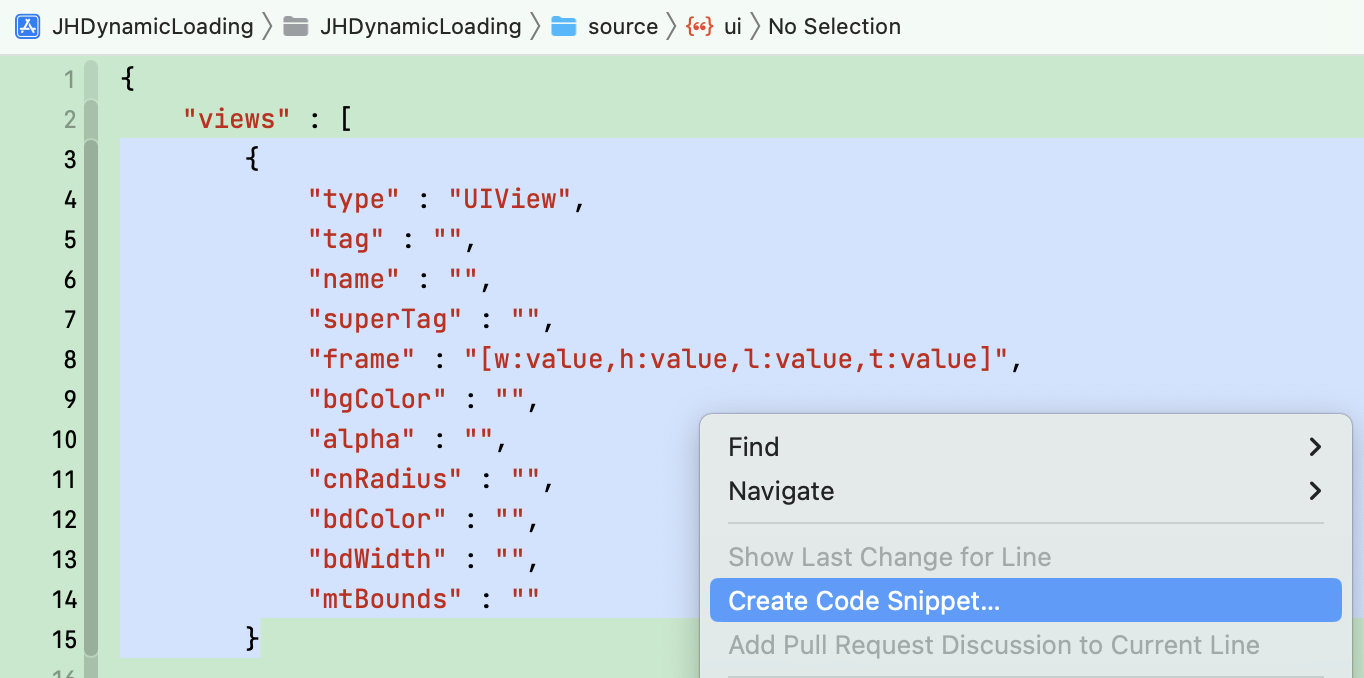 JHDynamicLoading JHDynamicLoading source ui No Selection
1 {
2 "views" : [
3 {
4 "type" : "UIView",
5 "tag" : "",
6 "name" : "",
7 "superTag" : "",
8 "frame" : "[w:value,h:value,l:value,t:value]",
9 "bgColor" : "",
10 "alpha" : "",
11 "cnRadius" : "",
12 "bdColor" : "",
13 "bdWidth" : "",
14 "mtBounds" : ""
15 }
16
Find
Navigate
Show Last Change for Line
Create Code Snippet...
Add Pull Request Discussion to Current Line